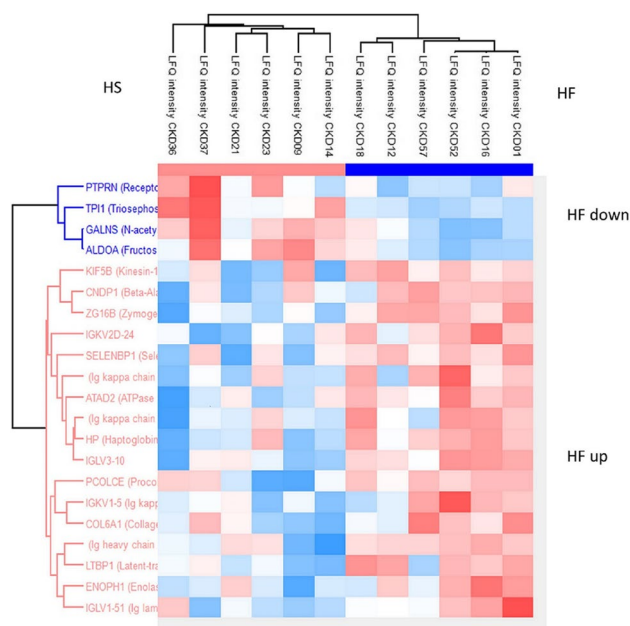 HS
HF
LFQ intensity CKD36
LFQ intensity CKD37
LFQ intensity CKD21
LFQ intensity CKD23
LFQ intensity CKD09
LFQ intensity CKD14
LFQ intensity CKD18
LFQ intensity CKD12
LFQ intensity CKD57
LFQ intensity CKD52
LFQ intensity CKD16
LFQ intensity CKD01
PTPRN (Recepto
TPI1 (Triosephos
GALNS (N-acety
ALDOA (Fructos
HF down
KIF5B (Kinesin-1
CNDP1 (Beta-Ala
ZG16B (Zymoge
IGKV2D-24
SELENBP1 (Sele
(Ig kappa chain
ATAD2 (ATPase
(Ig kappa chain
HP (Haptoglobin
IGLV3-10
HF up
PCOLCE (Proco
IGKV1-5 (Ig kapp
COL6A1 (Collage
(Ig heavy chain
LTBP1 (Latent-tra
ENOPH1 (Enolas
IGLV1-51 (Ig lam